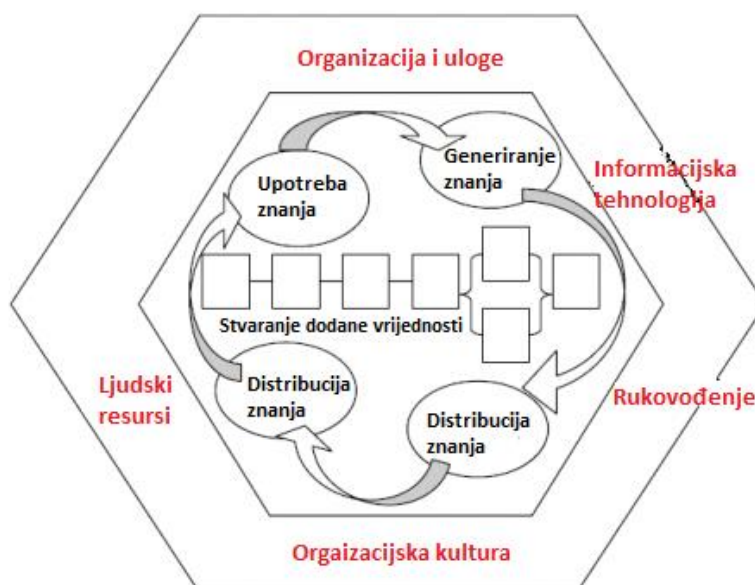 Organizacija i uloge
Generiranje
znanja
Informacijska
tehnologija
Upotreba
znanja
Stvaranje dodane vrijednosti
Ljudski
resursi
Distribucija
znanja
Distribucija
znanja
Rukovođenje
Orgaizacijska kultura